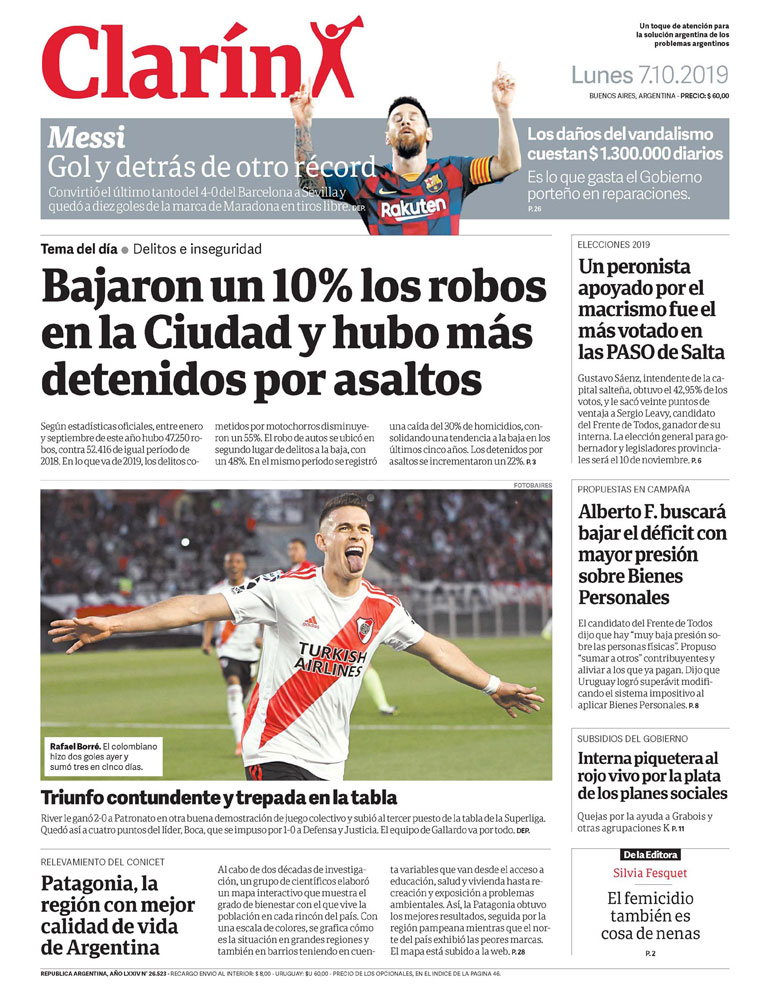 Clarín
Un toque de atención para
la solución argentina de los
problemas argentinos
Lunes 7.10.2019
BUENOS AIRES, ARGENTINA - PRECIO: $ 60,00
Messi
Gol y detrás de otro récord
Convirtió el último tanto del 4-0 del Barcelona a Sevilla y
quedó a diez goles de la marca de Maradona en tiros libre. DEP.
Rakuten
Los daños del vandalismo
cuestan $ 1.300.000 diarios
Es lo que gasta el Gobierno
porteño en reparaciones.
P. 26
Tema del día ● Delitos e inseguridad
Bajaron un 10% los robos
en la Ciudad y hubo más
detenidos por asaltos
Según estadísticas oficiales, entre enero
y septiembre de este año hubo 47.250 ro-
bos, contra 52.416 de igual período de
2018. En lo que va de 2019, los delitos co-
metidos por motochorros disminuye-
ron un 55%. El robo de autos se ubicó en
segundo lugar de delitos a la baja, con
un 48%. En el mismo período se registró
una caída del 30% de homicidios, con-
solidando una tendencia a la baja en los
últimos cinco años. Los detenidos por
asaltos se incrementaron un 22%. P. 3
FOTOBAIRES
TURKISH
AIRLINES
Rafael Borré. El colombiano
hizo dos goles ayer y
sumó tres en cinco días.
Triunfo contundente y trepada en la tabla
River le ganó 2-0 a Patronato en otra buena demostración de juego colectivo y subió al tercer puesto de la tabla de la Superliga.
Quedó así a cuatro puntos del líder, Boca, que se impuso por 1-0 a Defensa y Justicia. El equipo de Gallardo va por todo. DEP.
RELEVAMIENTO DEL CONICET
Patagonia, la
región con mejor
calidad de vida
de Argentina
Al cabo de dos décadas de investiga-
ción, un grupo de científicos elaboró
un mapa interactivo que muestra el
grado de bienestar con el que vive la
población en cada rincón del país. Con
una escala de colores, se grafica cómo
es la situación en grandes regiones y
también en barrios teniendo en cuen-
ta variables que van desde el acceso a
educación, salud y vivienda hasta re-
creación y exposición a problemas
ambientales. Así, la Patagonia obtuvo
los mejores resultados, seguida por la
región pampeana mientras que el nor-
te del país exhibió las peores marcas.
El mapa está subido a la web. P. 28
ELECCIONES 2019
Un peronista
apoyado por el
macrismo fue el
más votado en
las PASO de Salta
Gustavo Sáenz, intendente de la ca-
pital salteña, obtuvo el 42,95% de los
votos, y le sacó veinte puntos de
ventaja a Sergio Leavy, candidato
del Frente de Todos, ganador de su
interna. La elección general para go-
bernador y legisladores provincia-
les será el 10 de noviembre. P. 6
PROPUESTAS EN CAMPAÑA
Alberto F. buscará
bajar el déficit con
mayor presión
sobre Bienes
Personales
El candidato del Frente de Todos
dijo que hay “muy baja presión so-
bre las personas físicas”. Propuso
“sumar a otros” contribuyentes y
aliviar a los que ya pagan. Dijo que
Uruguay logró superávit modifi-
cando el sistema impositivo al
aplicar Bienes Personales. P. 8
SUBSIDIOS DEL GOBIERNO
Interna piquetera al
rojo vivo por la plata
de los planes sociales
Quejas por la ayuda a Grabois y
otras agrupaciones K P. 11
De la Editora
Silvia Fesquet
El femicidio
también es
cosa de nenas
P. 2
REPUBLICA ARGENTINA, AÑO LXXIV N° 26.523 - RECARGO ENVIO AL INTERIOR: $ 8,00 - URUGUAY: $U 60,00 - PRECIO DE LOS OPCIONALES, EN EL INDICE DE LA PAGINA 46.